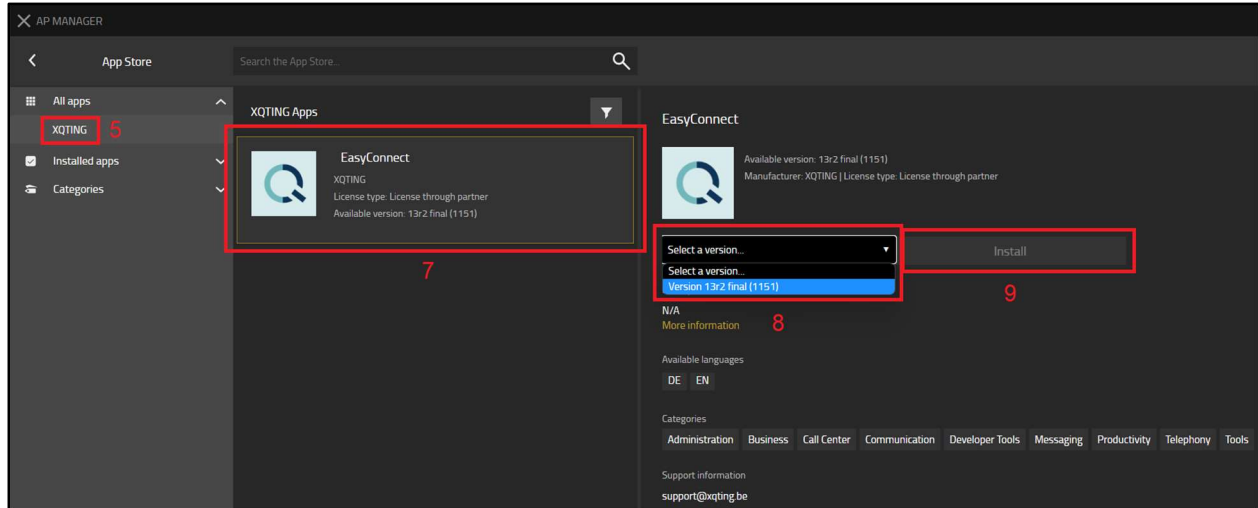 AP MANAGER
App Store
Search the App Store...
All apps
XQTING
5
Installed apps
Categories
XQTING Apps
EasyConnect
XQTING
License type: License through partner
Available version: 13r2 final (1151)
7
EasyConnect
Available version: 13r2 final (1151)
Manufacturer: XQTING | License type: License through partner
Select a version...
Install
Select a version...
Version 13r2 final (1151)
9
N/A
8
More information
Available languages
DE EN
Categories
Administration Business Call Center Communication Developer Tools Messaging Productivity Telephony Tools
Support information
support@xqting.be